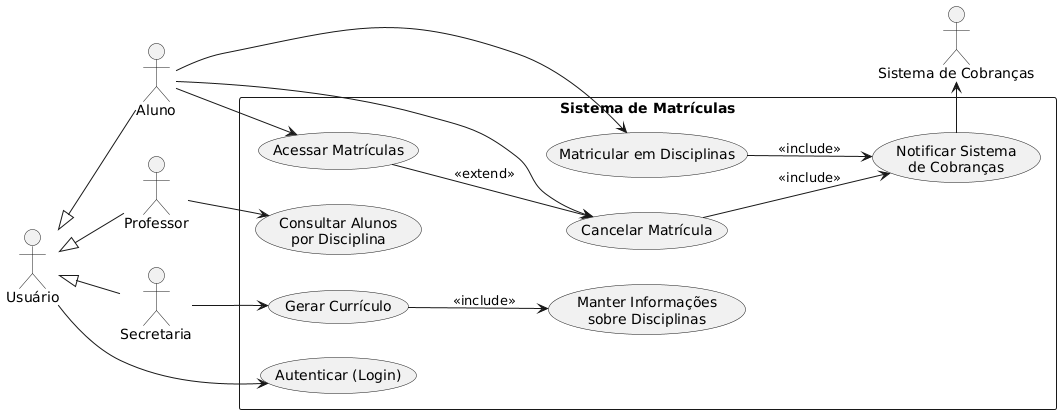 Sistema de Cobranças
Aluno
Sistema de Matrículas
Acessar Matrículas
Matricular em Disciplinas
«include»
Notificar Sistema
de Cobranças
«extend»
«include»
Professor
Consultar Alunos
por Disciplina
Cancelar Matrícula
Usuário
Secretaria
Gerar Currículo
«include»
Manter Informações
sobre Disciplinas
Autenticar (Login)